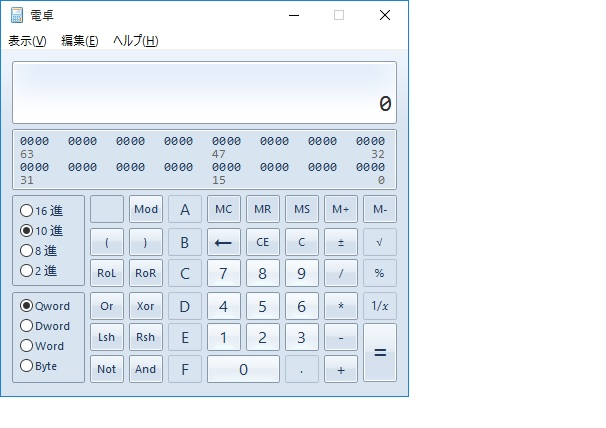 電卓
表示(V) 編集(E) ヘルプ(H)
0
0000 0000 0000 0000 0000 0000 0000 0000
63 47 32
0000 0000 0000 0000 0000 0000 0000 0000
31 15 0
16 進
10 進
8 進
2 進
Qword
Dword
Word
Byte
Mod A MC MR MS M+ M-
( ) B ← CE C ± √
RoL RoR C 7 8 9 / %
Or Xor D 4 5 6 * 1/x
Lsh Rsh E 1 2 3 - =
Not And F 0 . +